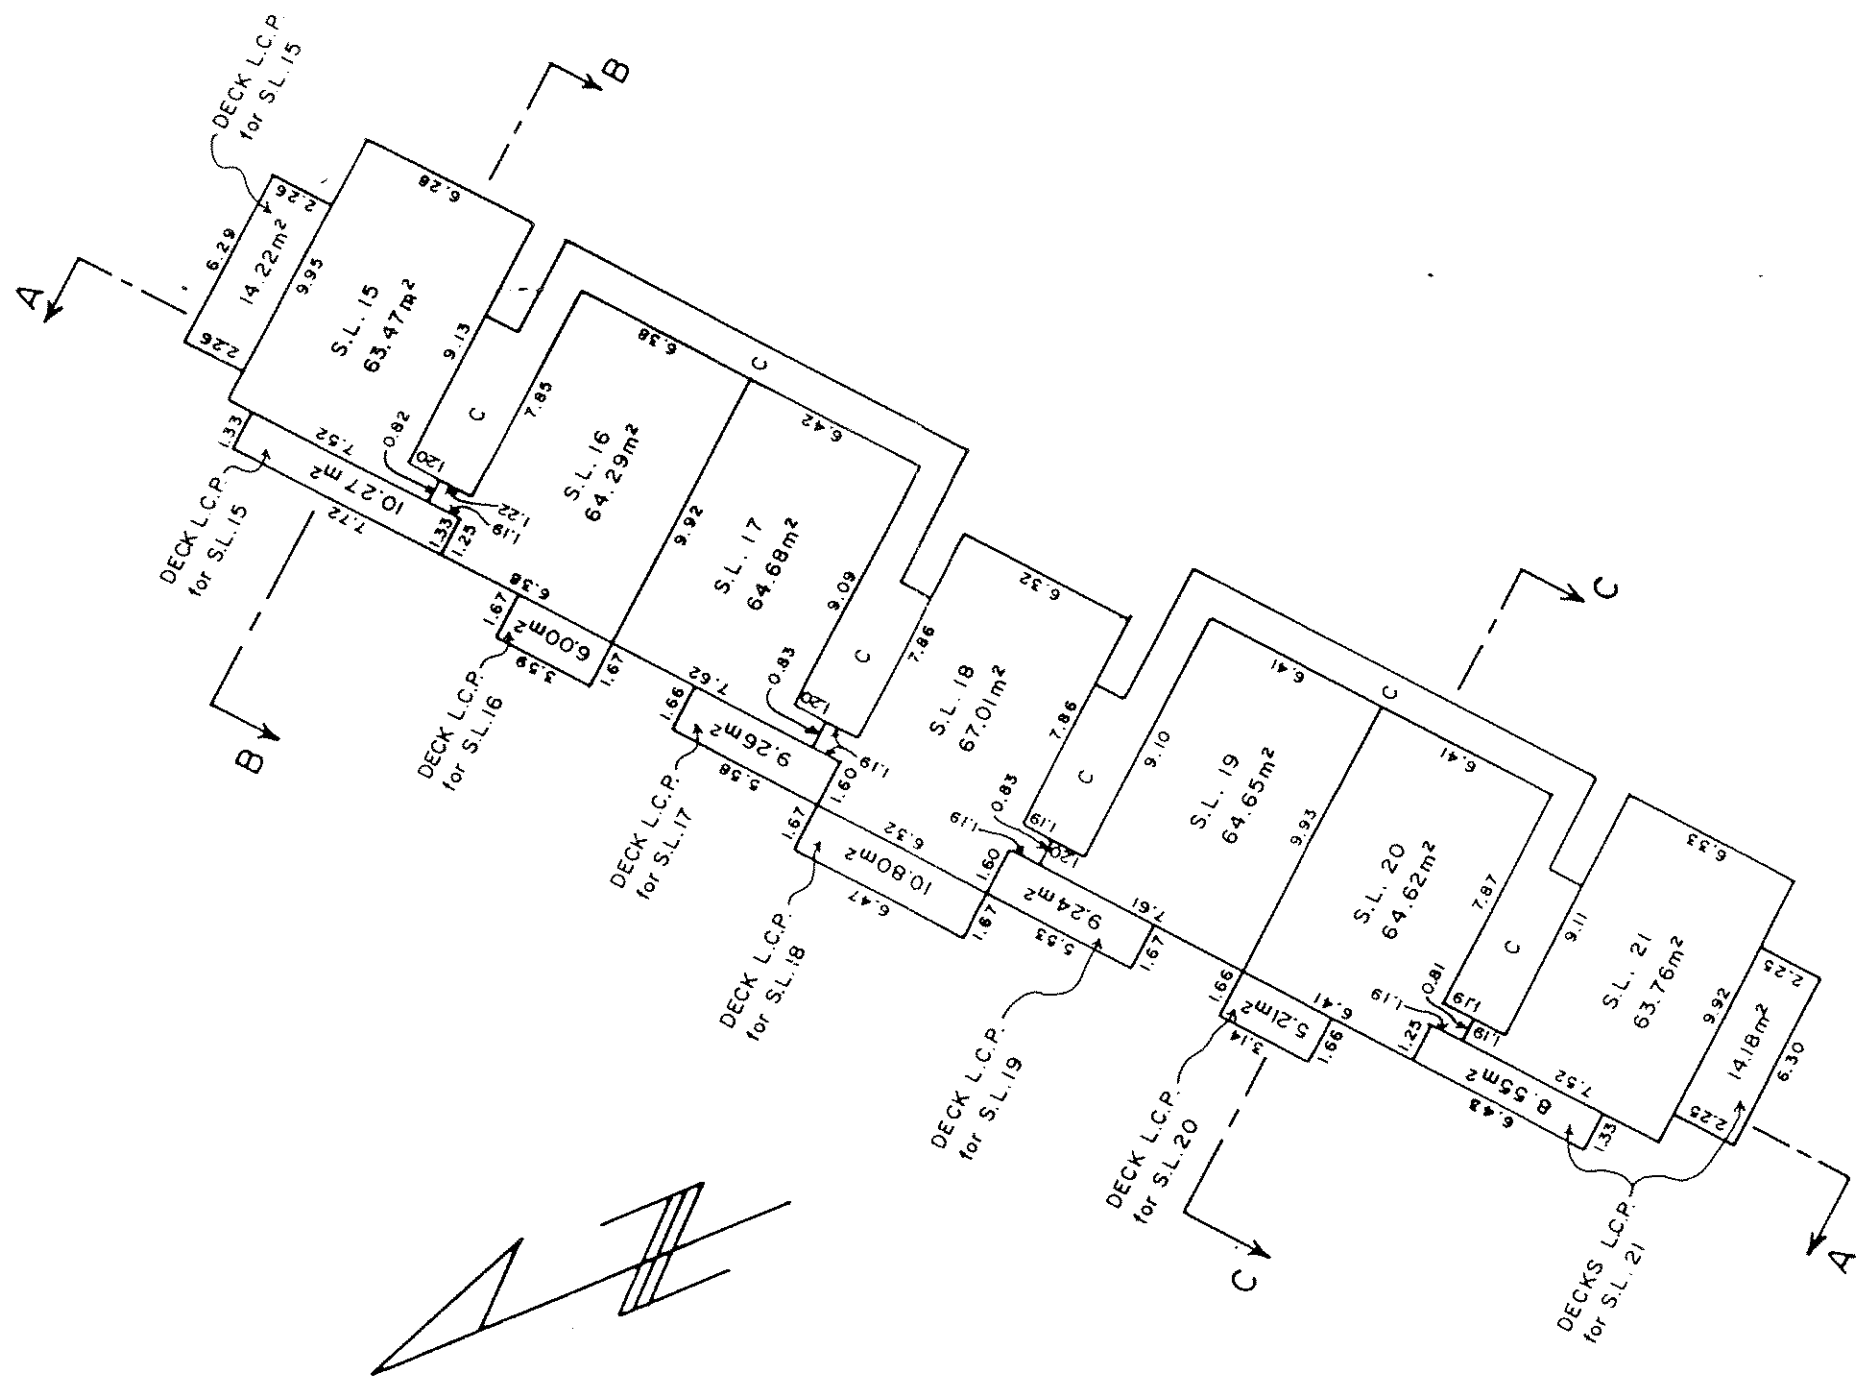 DECK L.C.P.
for S.L.15
B
A
6.29
2.26
14.22m²
2.26
9.95
6.28
S.L. 15
63.47m²
9.13
C
1.33
7.52
10.27 m²
7.72
1.33
0.82
1.20
1.22
1.19
1.25
DECK L.C.P.
for S.L.15
7.85
6.38
C
S.L. 16
64.29m²
9.92
6.38
1.67
6.00m²
3.59
1.67
DECK L.C.P.
for S.L.16
B
6.42
S.L. 17
64.68m²
9.09
7.62
1.66
9.26m²
5.58
1.60
0.83
1.20
1.19
C
DECK L.C.P.
for S.L.17
7.86
6.32
S.L. 18
67.01m²
7.86
6.32
1.67
10.80m²
6.47
1.67
DECK L.C.P.
for S.L.18
C
C
0.83
1.19
1.19
1.20
1.60
9.10
6.41
C
S.L. 19
64.65m²
9.93
7.61
9.24m²
5.53
1.67
DECK L.C.P.
for S.L.19
6.41
S.L. 20
64.62m²
7.87
6.41
1.66
5.21m²
3.14
1.66
DECK L.C.P.
for S.L.20
C
C
0.81
1.19
1.19
1.19
1.25
9.11
6.33
S.L. 21
63.76m²
9.92
7.52
8.55m²
6.43
1.33
2.25
14.18m²
2.25
6.30
DECKS L.C.P.
for S.L. 21
A